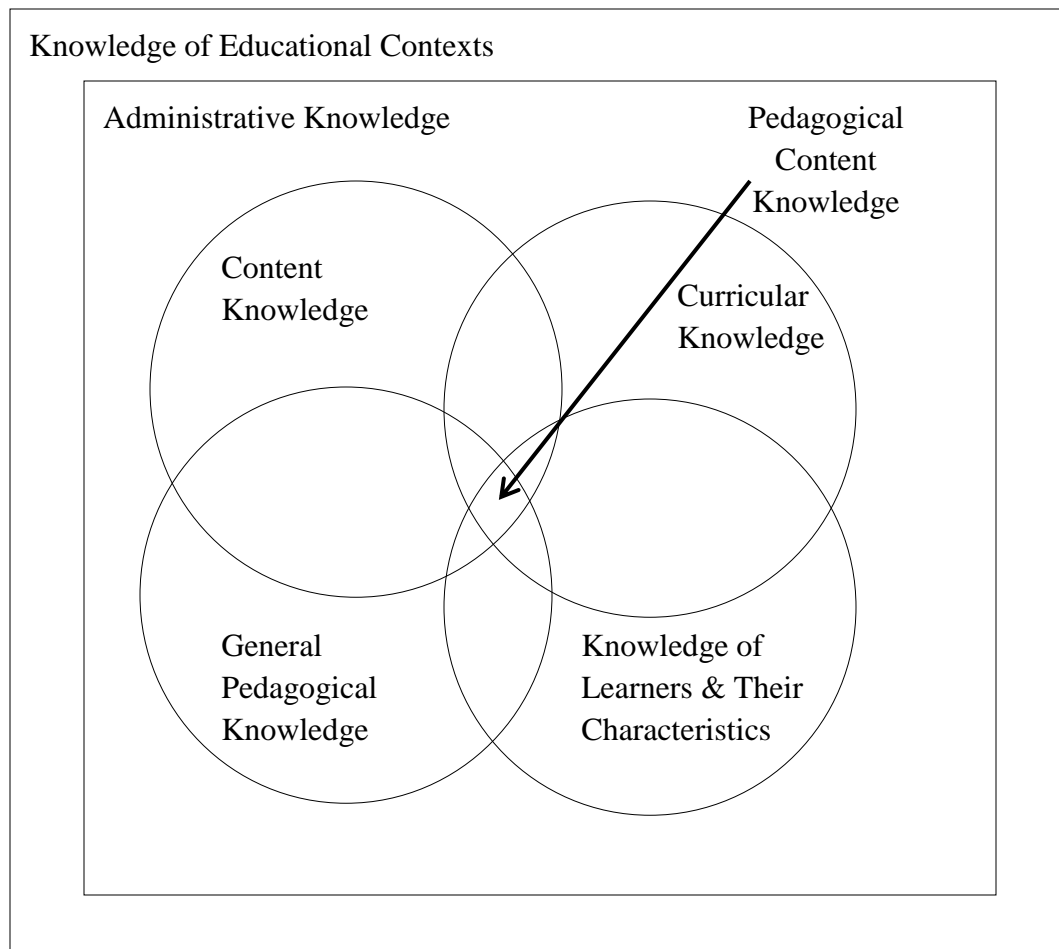 Knowledge of Educational Contexts
Administrative Knowledge
Pedagogical
Content
Knowledge
Content
Knowledge
Curricular
Knowledge
General
Pedagogical
Knowledge
Knowledge of
Learners & Their
Characteristics